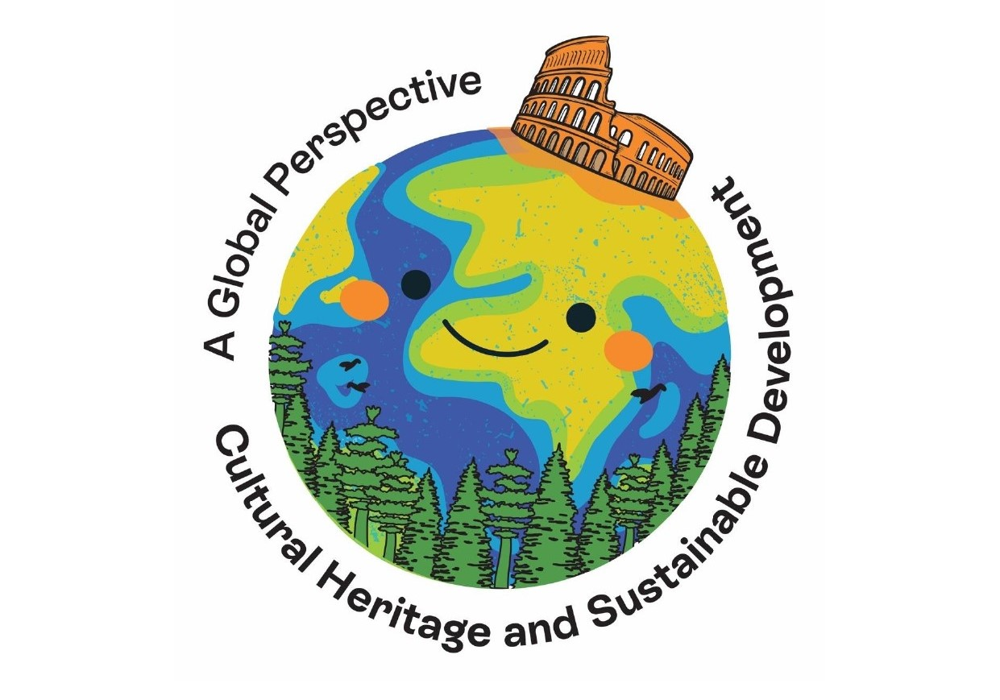 A Global Perspective
Cultural Heritage and Sustainable Development